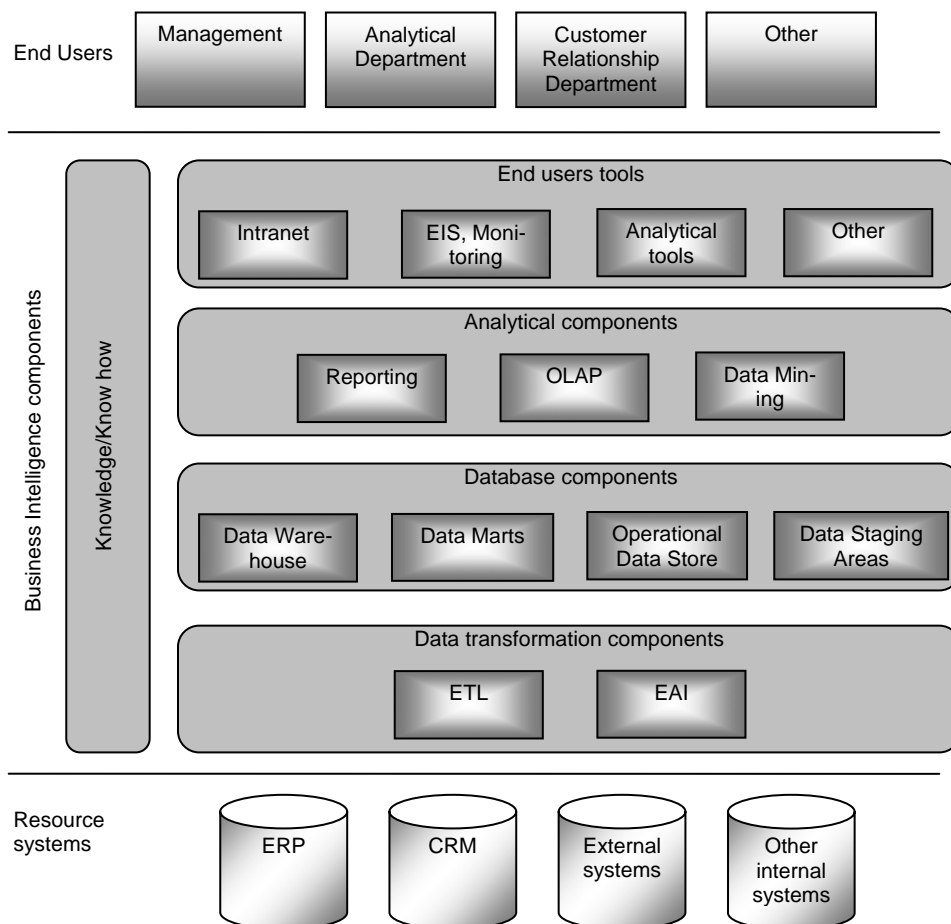 End Users
Management
Analytical
Department
Customer
Relationship
Department
Other
Business Intelligence components
Knowledge/Know how
End users tools
Intranet
EIS, Moni-
toring
Analytical
tools
Other
Analytical components
Reporting
OLAP
Data Min-
ing
Database components
Data Ware-
house
Data Marts
Operational
Data Store
Data Staging
Areas
Data transformation components
ETL
EAI
Resource
systems
ERP
CRM
External
systems
Other
internal
systems